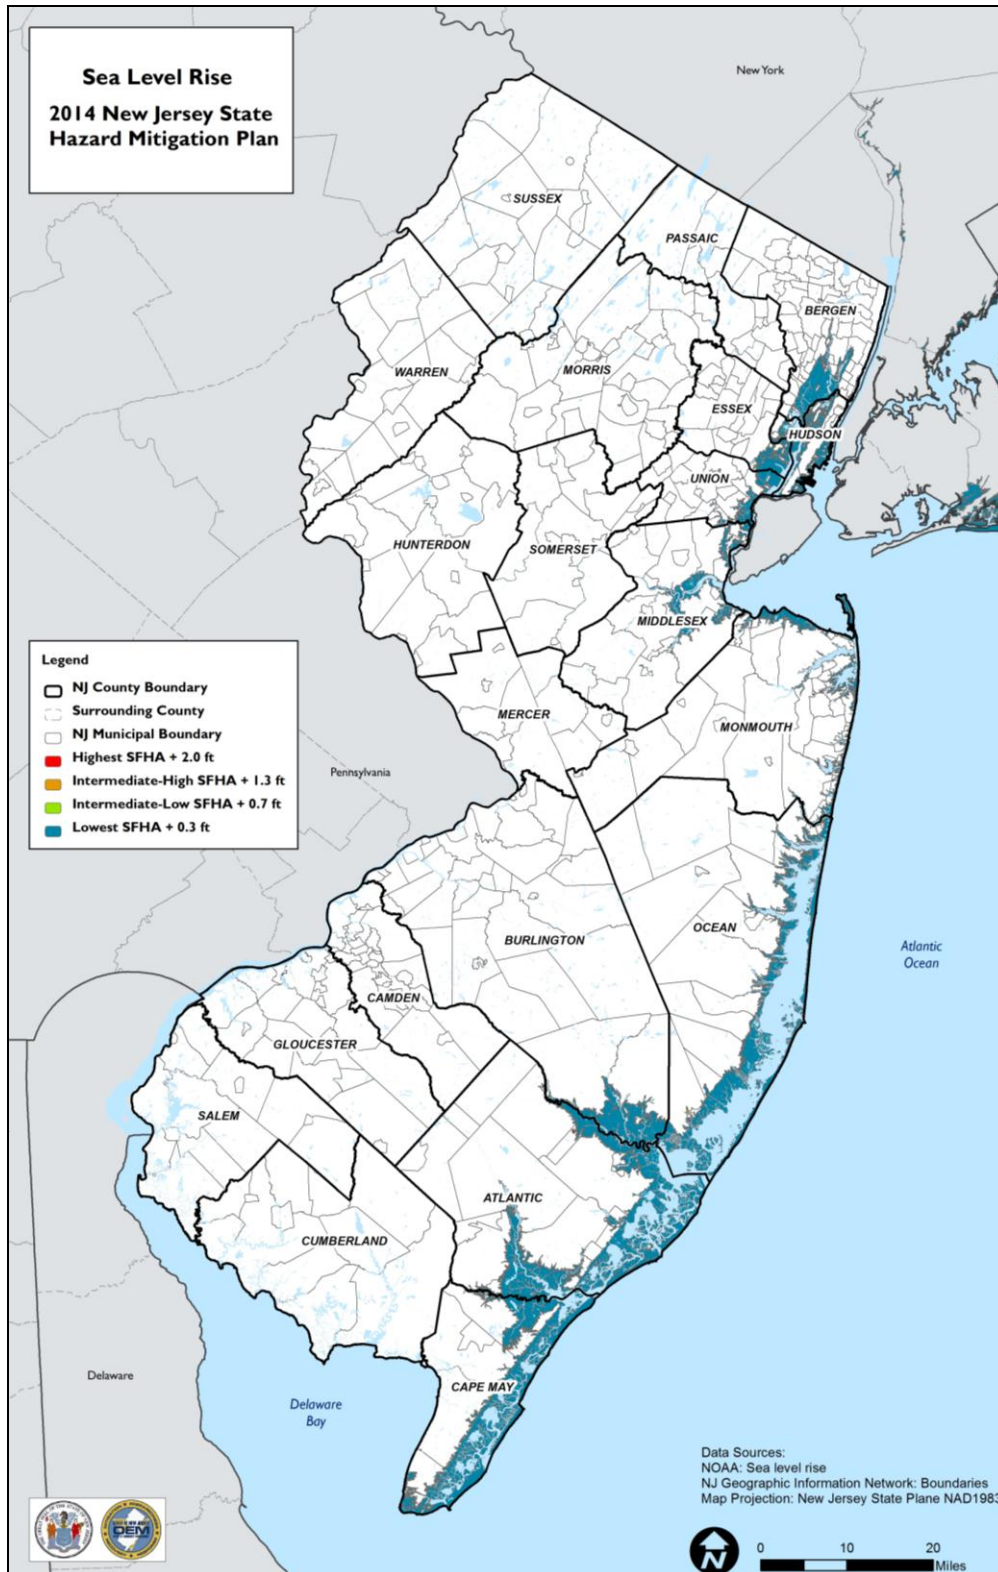 Sea Level Rise
2014 New Jersey State
Hazard Mitigation Plan
New York
SUSSEX
PASSAIC
BERGEN
WARREN
MORRIS
ESSEX
HUDSON
UNION
HUNTERDON
SOMERSET
MIDDLESEX
MERCER
MONMOUTH
Legend
NJ County Boundary
Surrounding County
NJ Municipal Boundary
Highest SFHA + 2.0 ft
Intermediate-High SFHA + 1.3 ft
Intermediate-Low SFHA + 0.7 ft
Lowest SFHA + 0.3 ft
Pennsylvania
OCEAN
BURLINGTON
Atlantic
Ocean
CAMDEN
GLOUCESTER
SALEM
ATLANTIC
CUMBERLAND
CAPE MAY
Delaware
Delaware
Bay
Data Sources:
NOAA: Sea level rise
NJ Geographic Information Network: Boundaries
Map Projection: New Jersey State Plane NAD1983
OEM
N
0 10 20
Miles